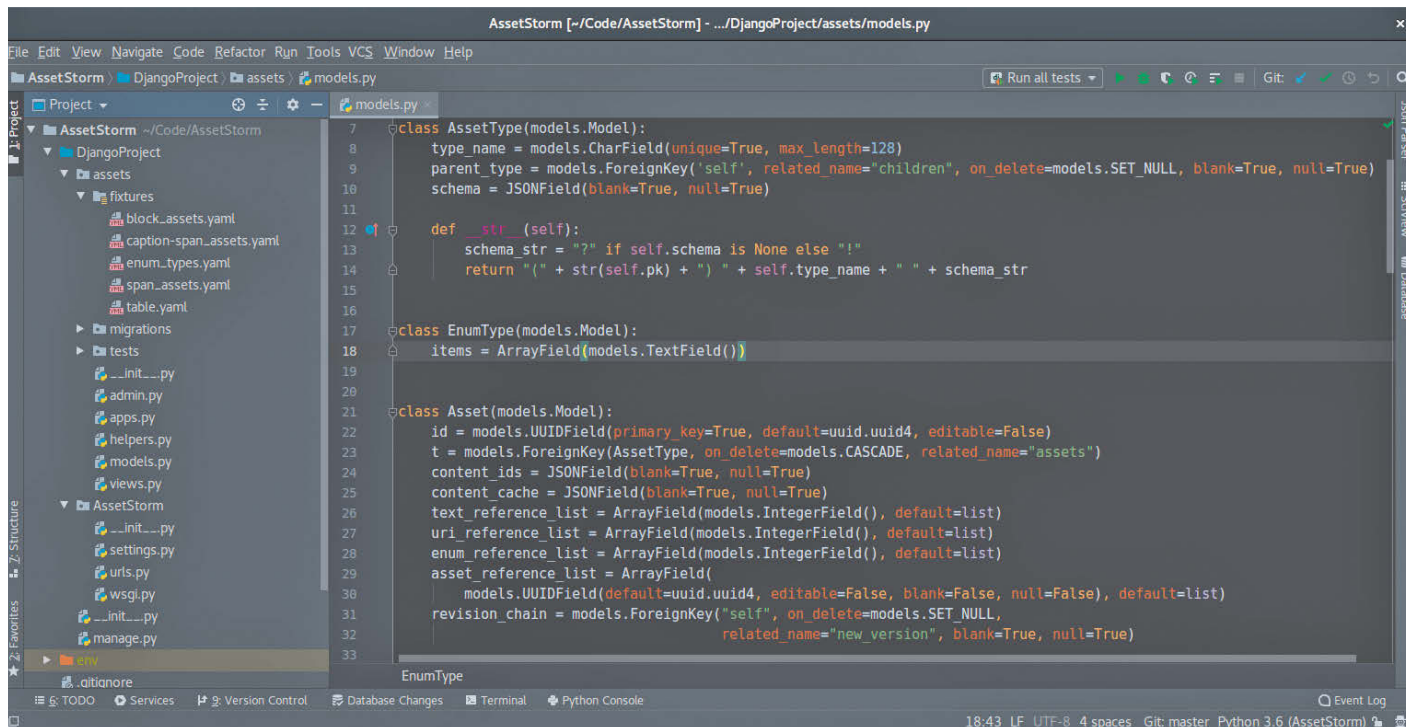 AssetStorm [~/Code/AssetStorm] - .../DjangoProject/assets/models.py
File Edit View Navigate Code Refactor Run Tools VCS Window Help
AssetStorm DjangoProject assets models.py Run all tests Git:
Project models.py
1: Project
AssetStorm ~/Code/AssetStorm
DjangoProject
assets
fixtures
block_assets.yaml
caption-span_assets.yaml
enum_types.yaml
span_assets.yaml
table.yaml
migrations
tests
__init__.py
admin.py
apps.py
helpers.py
models.py
views.py
AssetStorm
__init__.py
settings.py
urls.py
wsgi.py
__init__.py
manage.py
env
.gitignore
7: Structure
2: Favorites
7 class AssetType(models.Model):
8 type_name = models.CharField(unique=True, max_length=128)
9 parent_type = models.ForeignKey('self', related_name="children", on_delete=models.SET_NULL, blank=True, null=True)
10 schema = JSONField(blank=True, null=True)
11
12 def __str__(self):
13 schema_str = "?" if self.schema is None else "!"
14 return "(" + str(self.pk) + ") " + self.type_name + " " + schema_str
15
16
17 class EnumType(models.Model):
18 items = ArrayField(models.TextField())
19
20
21 class Asset(models.Model):
22 id = models.UUIDField(primary_key=True, default=uuid.uuid4, editable=False)
23 t = models.ForeignKey(AssetType, on_delete=models.CASCADE, related_name="assets")
24 content_ids = JSONField(blank=True, null=True)
25 content_cache = JSONField(blank=True, null=True)
26 text_reference_list = ArrayField(models.IntegerField(), default=list)
27 uri_reference_list = ArrayField(models.IntegerField(), default=list)
28 enum_reference_list = ArrayField(models.IntegerField(), default=list)
29 asset_reference_list = ArrayField(
30 models.UUIDField(default=uuid.uuid4, editable=False, blank=False, null=False), default=list)
31 revision_chain = models.ForeignKey("self", on_delete=models.SET_NULL,
32 related_name="new_version", blank=True, null=True)
33
EnumType
SciView
Database
6: TODO Services 9: Version Control Database Changes Terminal Python Console Event Log
18:43 LF UTF-8 4 spaces Git: master Python 3.6 (AssetStorm)